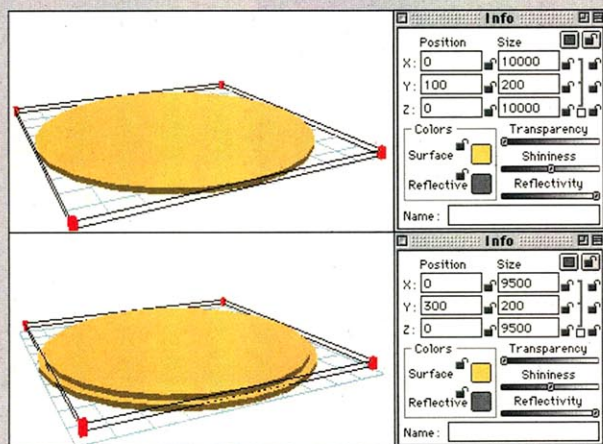 Info
Position Size
X: 0 10000
Y: 100 200
Z: 0 10000
Colors
Surface
Reflective
Transparency
Shininess
Reflectivity
Name:
Info
Position Size
X: 0 9500
Y: 300 200
Z: 0 9500
Colors
Surface
Reflective
Transparency
Shininess
Reflectivity
Name: